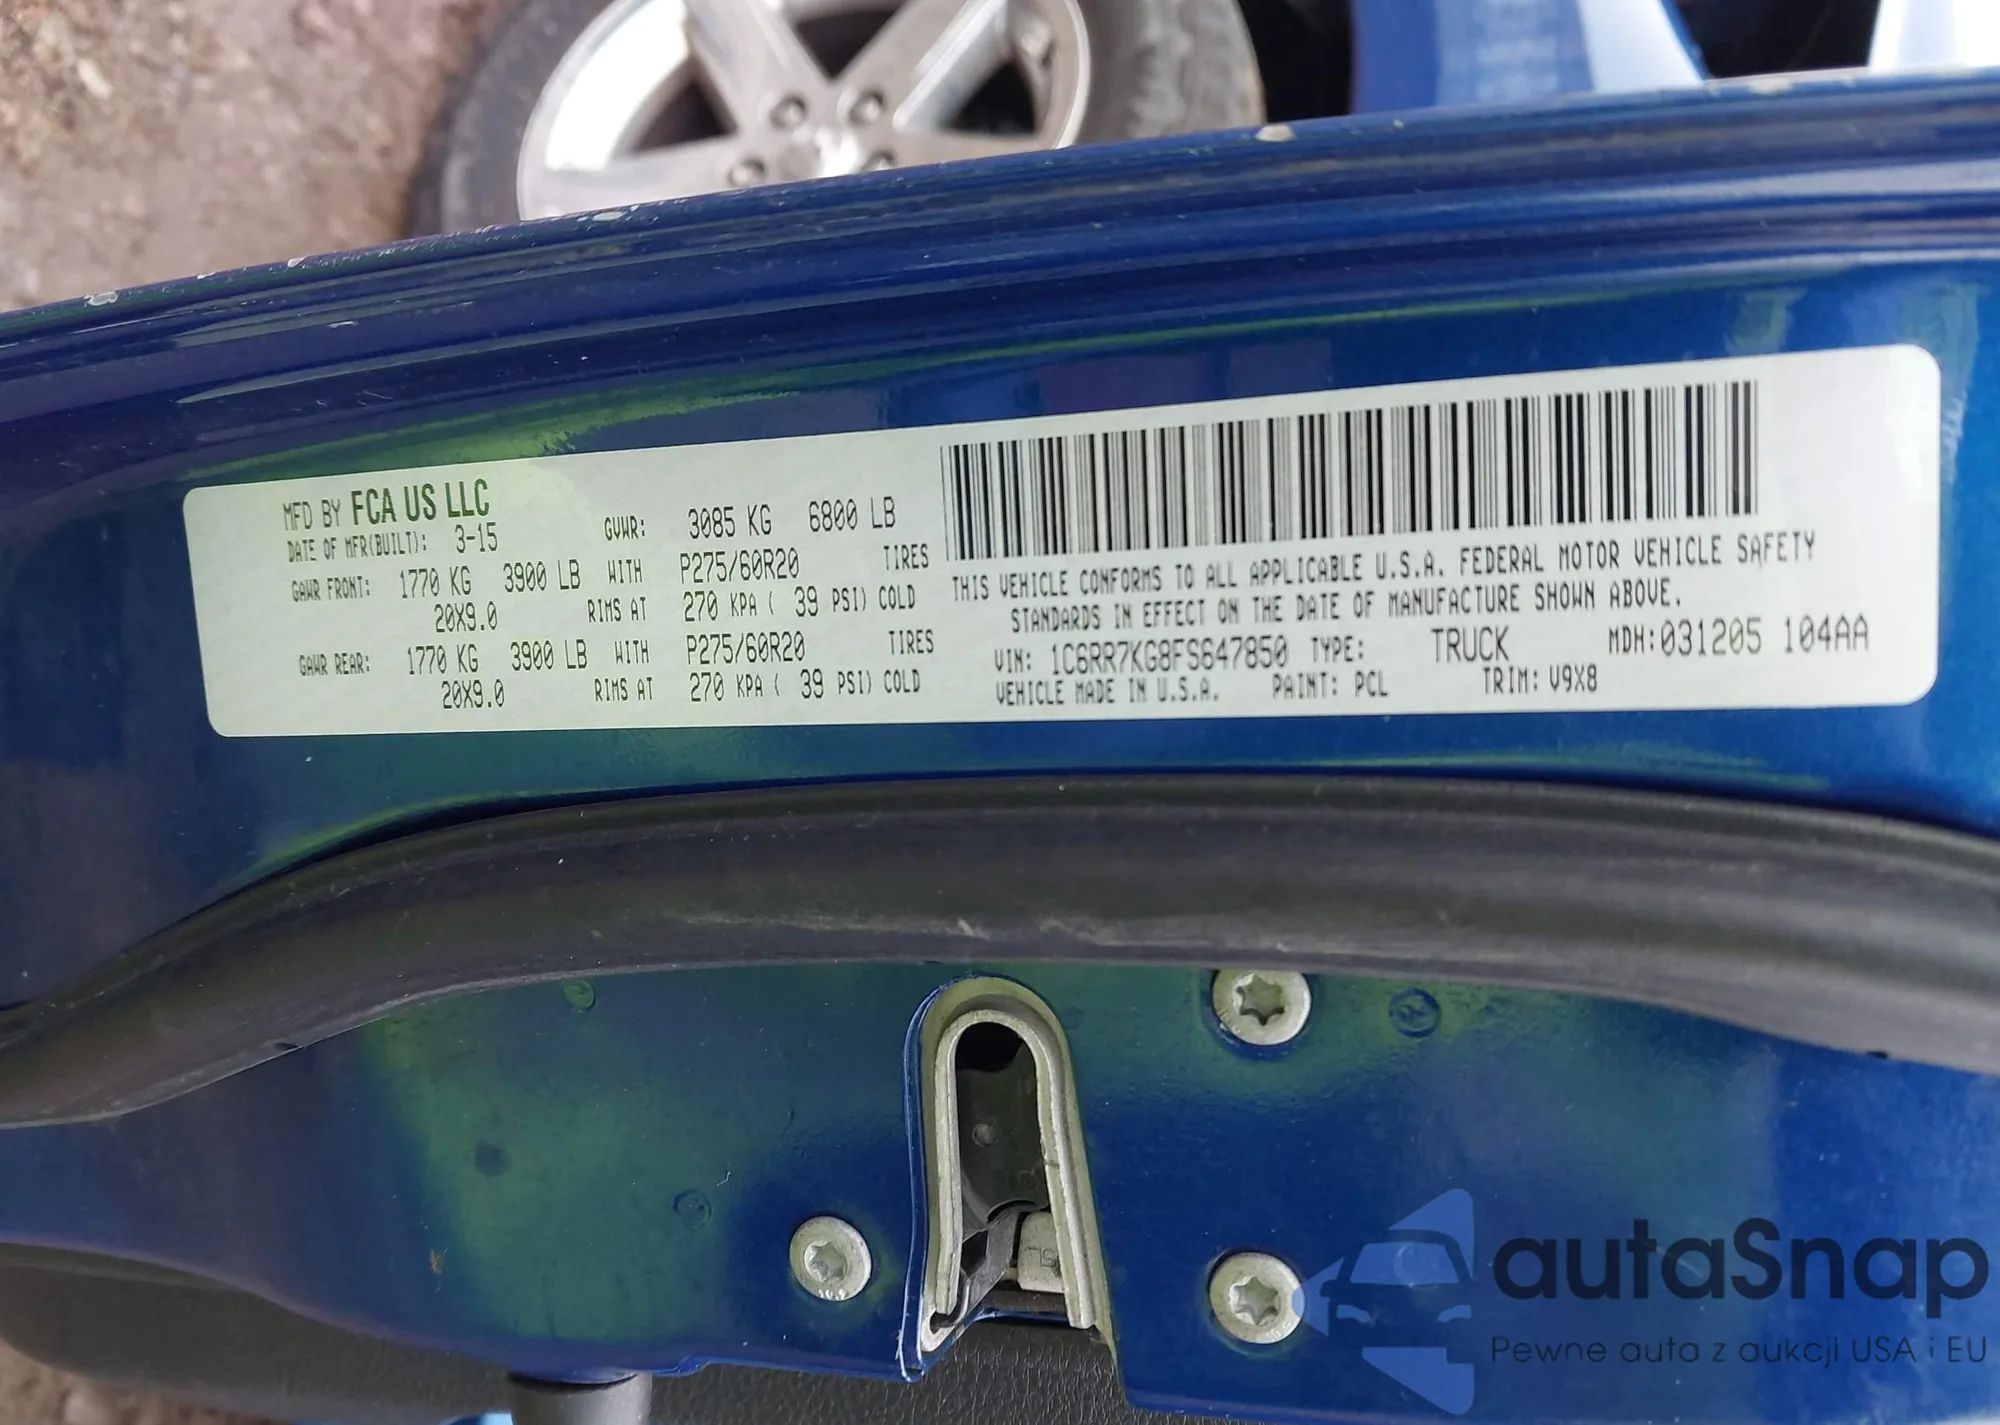 MFD BY FCA US LLC
DATE OF MFR(BUILT): 3-15 GVWR: 3085 KG 6800 LB
GAWR FRONT: 1770 KG 3900 LB WITH P275/60R20 TIRES
20X9.0 RIMS AT 270 KPA ( 39 PSI) COLD
GAWR REAR: 1770 KG 3900 LB WITH P275/60R20 TIRES
20X9.0 RIMS AT 270 KPA ( 39 PSI) COLD
THIS VEHICLE CONFORMS TO ALL APPLICABLE U.S.A. FEDERAL MOTOR VEHICLE SAFETY
STANDARDS IN EFFECT ON THE DATE OF MANUFACTURE SHOWN ABOVE.
VIN: 1C6RR7KG8FS647850 TYPE: TRUCK MDH:031205 104AA
VEHICLE MADE IN U.S.A. PAINT: PCL TRIM: V9X8
autaSnap
Pewne auta z aukcji USA i EU